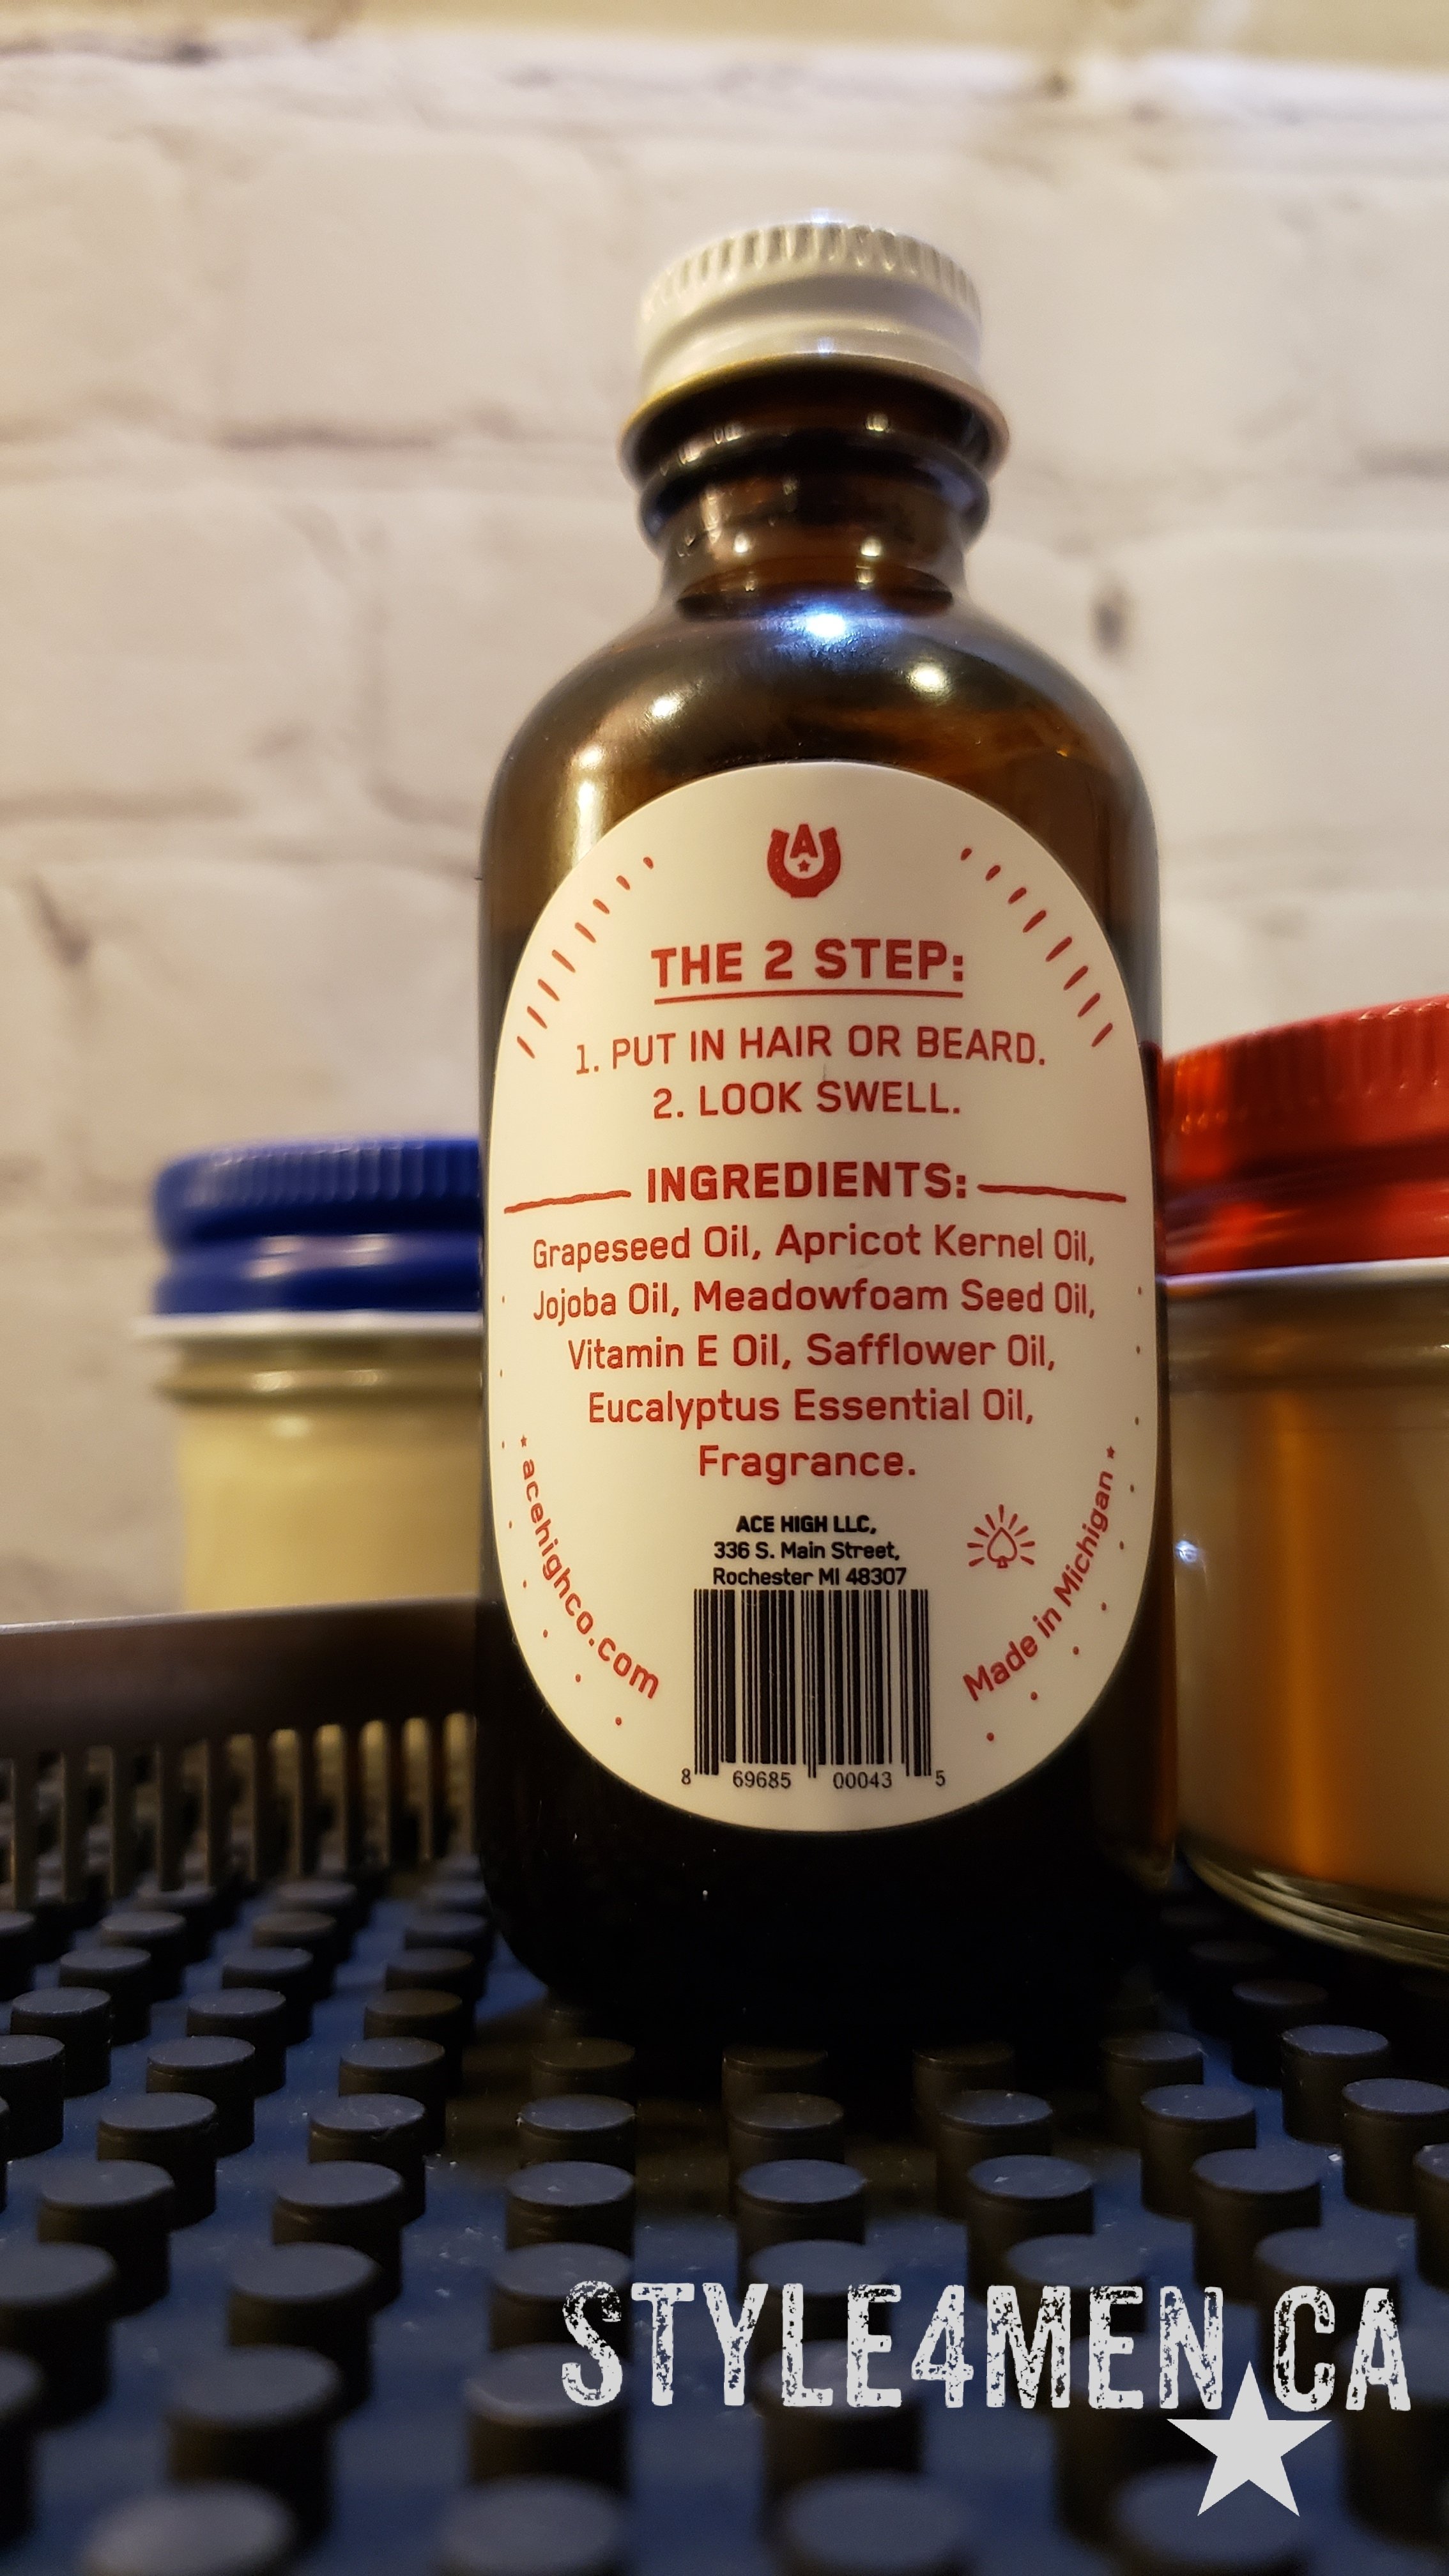 A
THE 2 STEP:
1. PUT IN HAIR OR BEARD.
2. LOOK SWELL.
INGREDIENTS:
Grapeseed Oil, Apricot Kernel Oil,
Jojoba Oil, Meadowfoam Seed Oil,
Vitamin E Oil, Safflower Oil,
Eucalyptus Essential Oil,
Fragrance.
acehighco.com
ACE HIGH LLC,
336 S. Main Street,
Rochester MI 48307
Made in Michigan
8 69685 00043 5
STYLE4MEN.CA